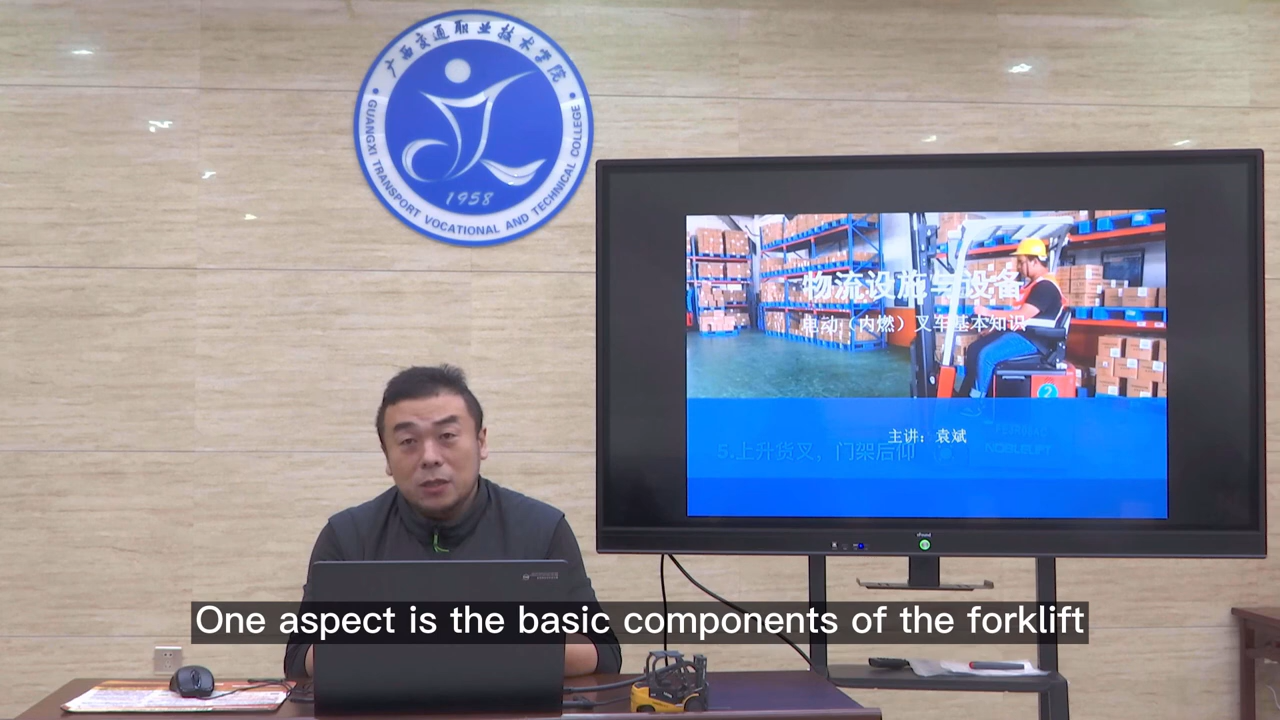 广西交通职业技术学院
GUANGXI TRANSPORT VOCATIONAL AND TECHNICAL COLLEGE
1958
物流设施与设备
电动（内燃）叉车基本知识
2
主讲：袁斌
5.上升货叉，门架后仰
NOBLELIFT
One aspect is the basic components of the forklift